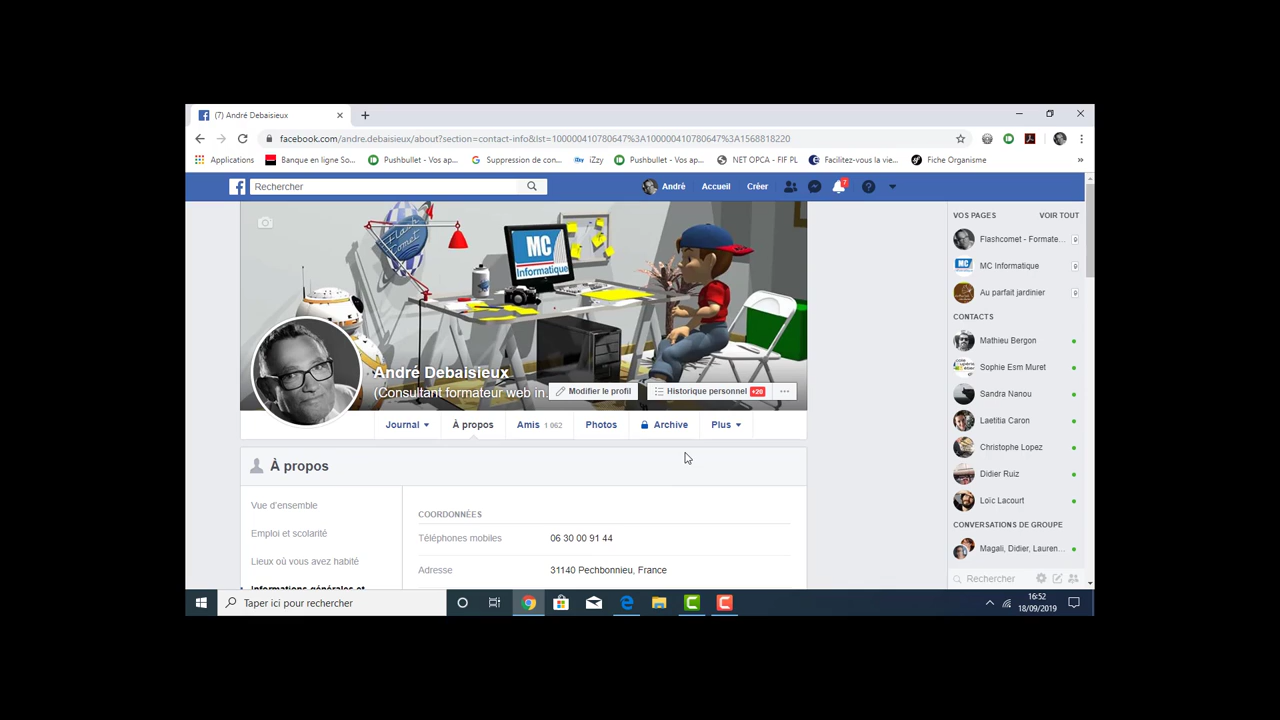 (7) André Debaisieux
facebook.com/andre.debaisieux/about?section=contact-info&lst=100000410780647%3A100000410780647%3A1568818220
Applications Banque en ligne So... Pushbullet - Vos ap... Suppression de con... iZzy Pushbullet - Vos ap... NET OPCA - FIF PL Facilitez-vous la vie... Fiche Organisme »
Rechercher André Accueil Créer 7
MC
Informatique
André Debaisieux
(Consultant formateur web in...
Modifier le profil Historique personnel +20 ...
Journal À propos Amis 1 062 Photos Archive Plus
À propos
Vue d'ensemble
Emploi et scolarité
Lieux où vous avez habité
Informations générales et
COORDONNÉES
Téléphones mobiles 06 30 00 91 44
Adresse 31140 Pechbonnieu, France
VOS PAGES VOIR TOUT
Flashcomet - Formate...
MC Informatique
Au parfait jardinier
CONTACTS
Mathieu Bergon
Sophie Esm Muret
Sandra Nanou
Laetitia Caron
Christophe Lopez
Didier Ruiz
Loïc Lacourt
CONVERSATIONS DE GROUPE
Magali, Didier, Lauren...
Rechercher
Taper ici pour rechercher
16:52
18/09/2019